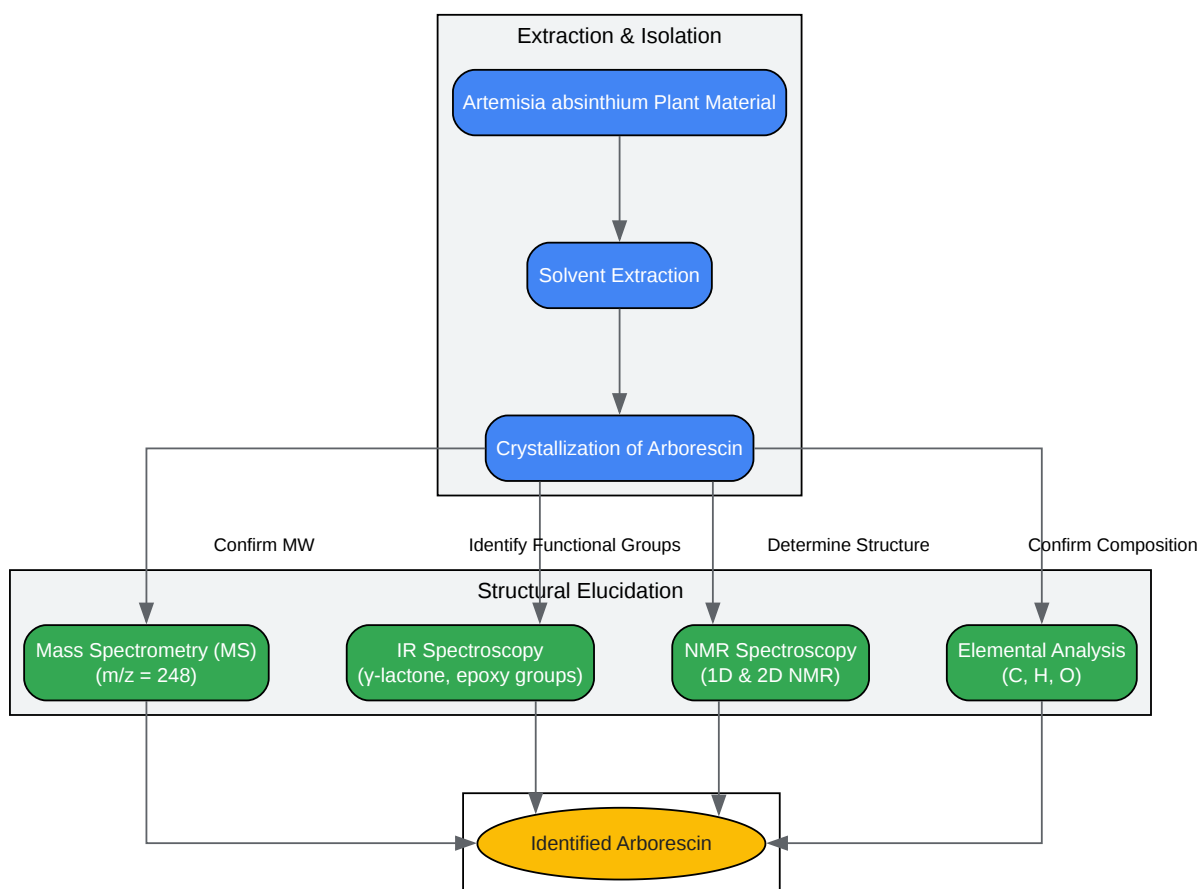 Extraction & Isolation
Artemisia absinthium Plant Material
Solvent Extraction
Crystallization of Arborescin
Confirm MW
Identify Functional Groups
Determine Structure
Confirm Composition
Structural Elucidation
Mass Spectrometry (MS)
(m/z = 248)
IR Spectroscopy
(γ-lactone, epoxy groups)
NMR Spectroscopy
(1D & 2D NMR)
Elemental Analysis
(C, H, O)
Identified Arborescin